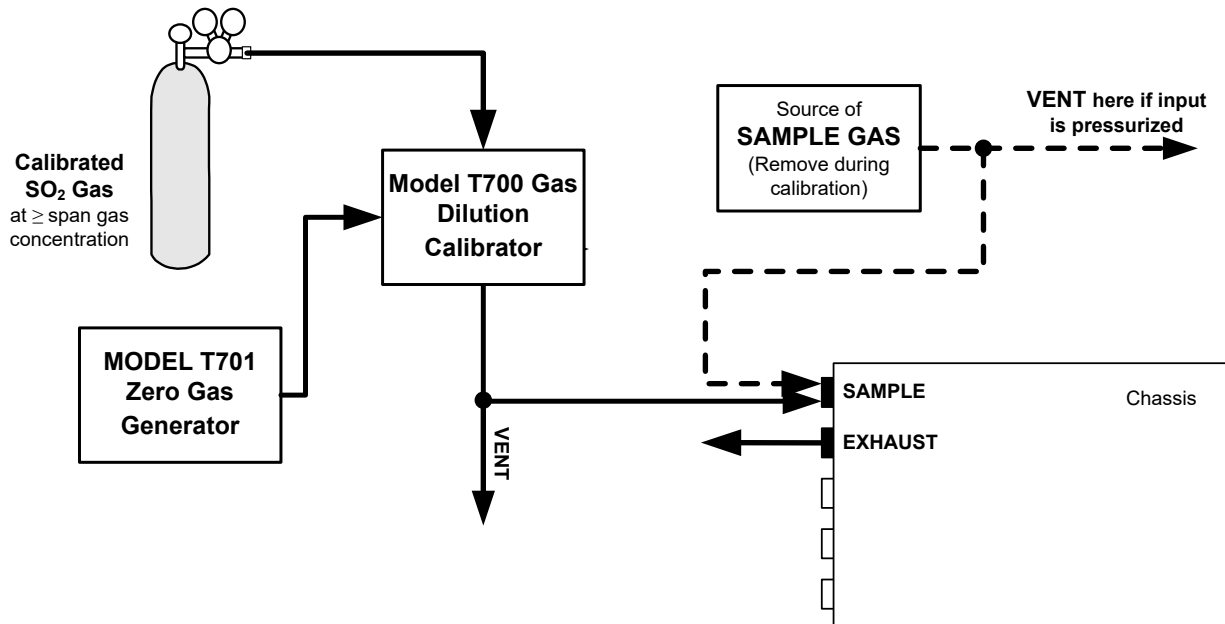 Calibrated
SO₂ Gas
at ≥ span gas
concentration
MODEL T701
Zero Gas
Generator
Model T700 Gas
Dilution
Calibrator
VENT
Source of
SAMPLE GAS
(Remove during
calibration)
VENT here if input
is pressurized
SAMPLE
Chassis
EXHAUST